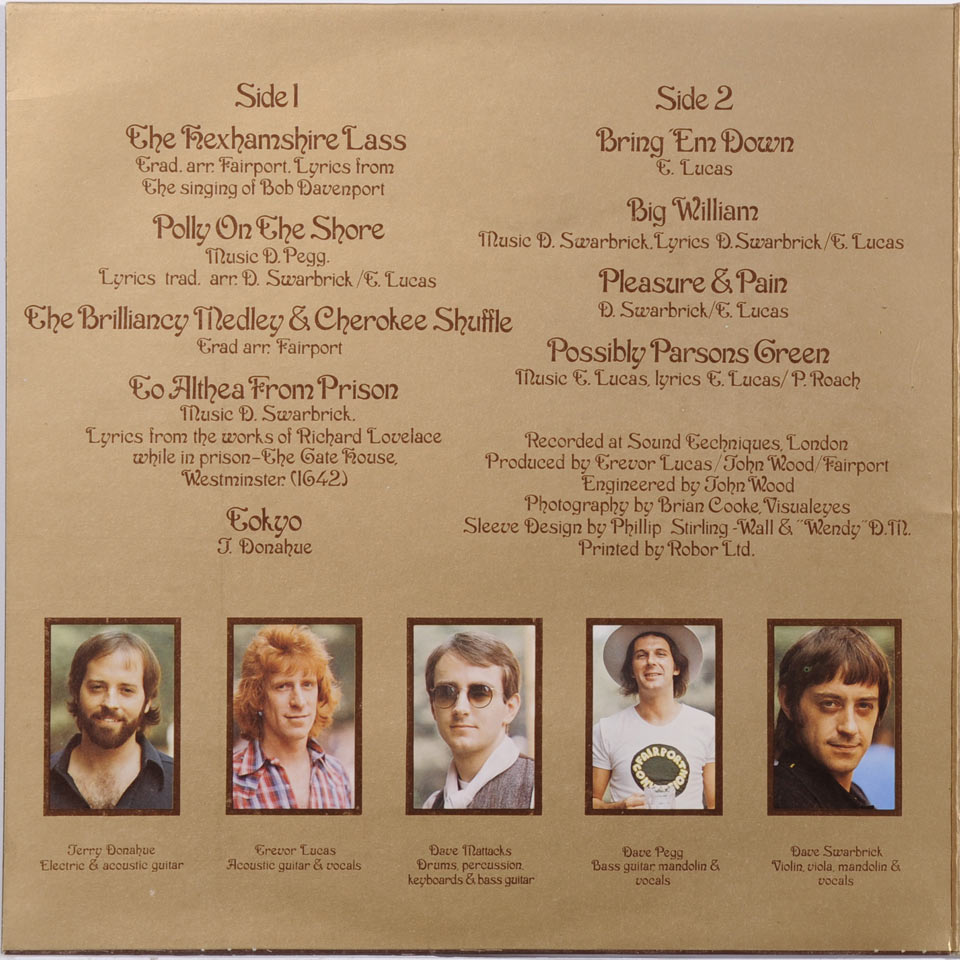 Side 1
The Hexhamshire Lass
Trad. arr. Fairport. Lyrics from
The singing of Bob Davenport
Polly On The Shore
Music D. Pegg.
Lyrics trad. arr. D. Swarbrick/T. Lucas
The Brilliancy Medley & Cherokee Shuffle
Trad arr. Fairport
To Althea From Prison
Music D. Swarbrick.
Lyrics from the works of Richard Lovelace
while in prison-The Gate House,
Westminster. (1642)
Tokyo
J. Donahue
Side 2
Bring 'Em Down
T. Lucas
Big William
Music D. Swarbrick, Lyrics D. Swarbrick/T. Lucas
Pleasure & Pain
D. Swarbrick/T. Lucas
Possibly Parsons Green
Music T. Lucas, lyrics T. Lucas/P. Roach
Recorded at Sound Techniques, London
Produced by Trevor Lucas/John Wood/Fairport
Engineered by John Wood
Photography by Brian Cooke, Visualeyes
Sleeve Design by Phillip Stirling-Wall & "Wendy" D.M.
Printed by Robor Ltd.
FAIRPORT
Jerry Donahue
Electric & acoustic guitar
Trevor Lucas
Acoustic guitar & vocals
Dave Mattacks
Drums, percussion,
keyboards & bass guitar
Dave Pegg
Bass guitar, mandolin &
vocals
Dave Swarbrick
Violin, viola, mandolin &
vocals